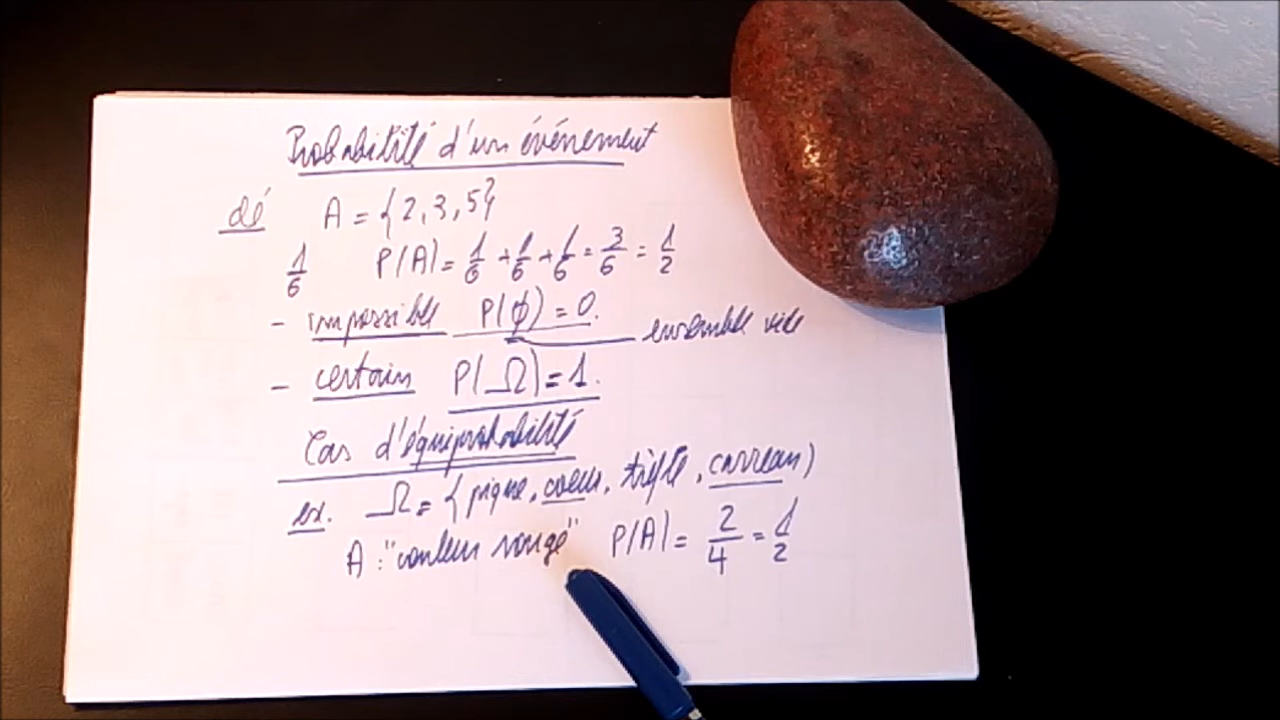 Probabilité d'un événement
dé A = {2, 3, 5}
1/6 P(A) = 1/6 + 1/6 + 1/6 = 3/6 = 1/2
- impossible P(ϕ) = 0.
ensemble vide
- certain P(Ω) = 1.
Cas d'équiprobabilité
ex. Ω = { pique, coeur, trèfle, carreau )
A : "couleur rouge" P(A) = 2/4 = 1/2